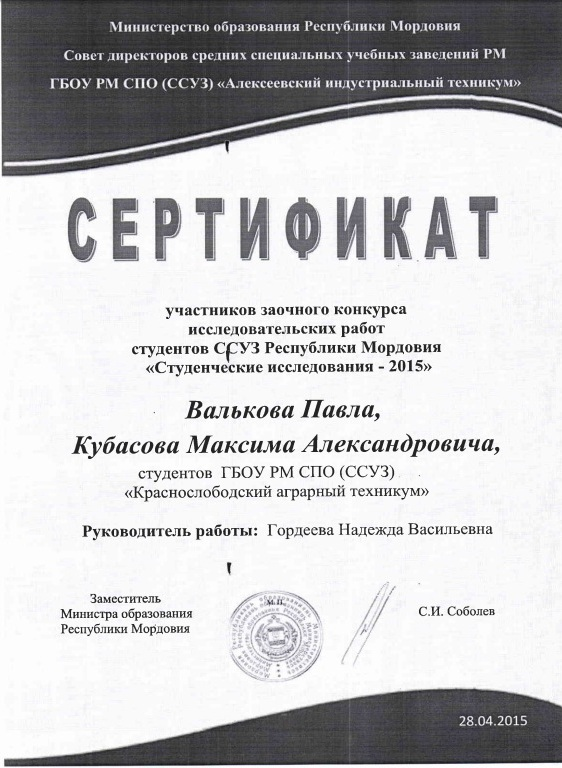 Министерство образования Республики Мордовия
Совет директоров средних специальных учебных заведений РМ
ГБОУ РМ СПО (ССУЗ) «Алексеевский индустриальный техникум»
СЕРТИФИКАТ
участников заочного конкурса
исследовательских работ
студентов ССУЗ Республики Мордовия
«Студенческие исследования - 2015»
Валькова Павла,
Кубасова Максима Александровича,
студентов ГБОУ РМ СПО (ССУЗ)
«Краснослободский аграрный техникум»
Руководитель работы: Гордеева Надежда Васильевна
Заместитель
Министра образования
Республики Мордовия
М.П.
С.И. Соболев
28.04.2015